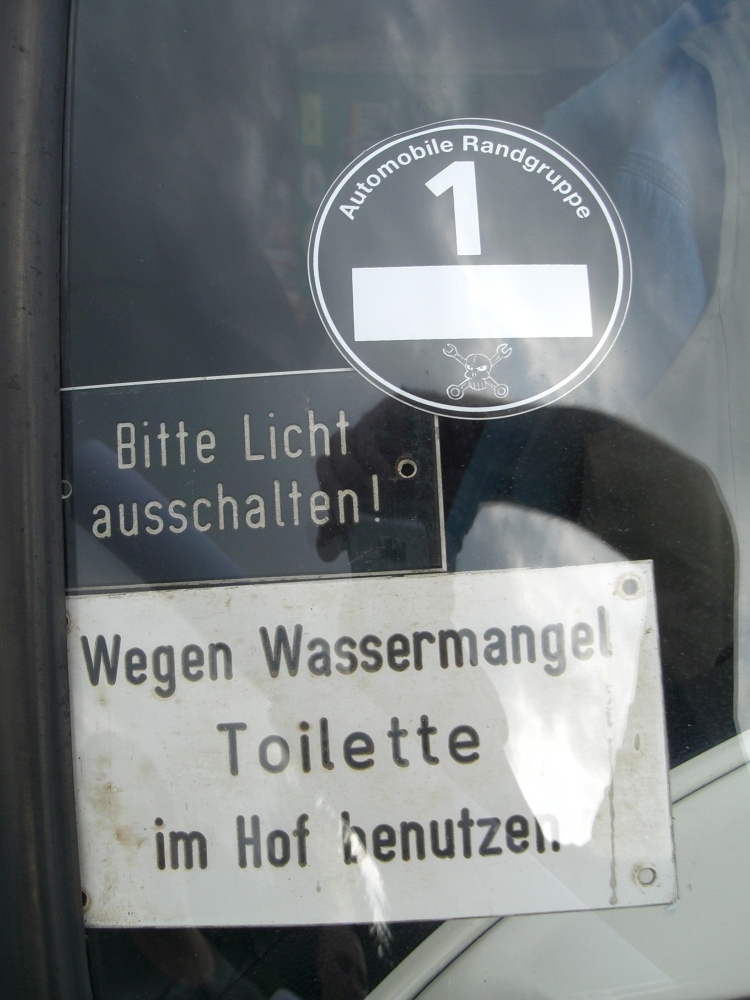 Automobile Randgruppe
1
Bitte Licht
ausschalten!
Wegen Wassermangel
Toilette
im Hof benutzen